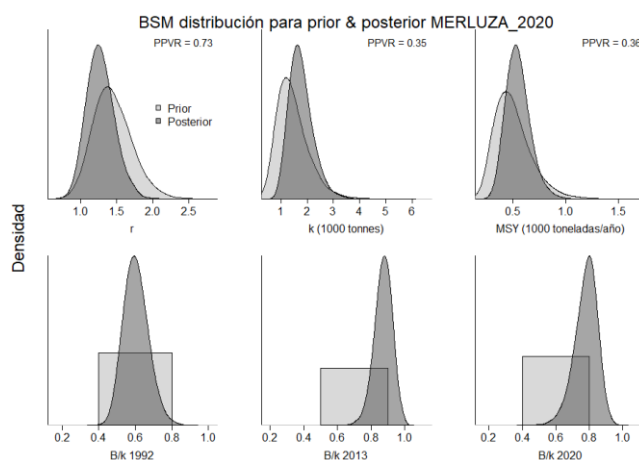 BSM distribución para prior & posterior MERLUZA_2020
PPVR = 0.73
PPVR = 0.35
PPVR = 0.36
Prior
Posterior
1.0 1.5 2.0 2.5
r
1 2 3 4 5 6
k (1000 tonnes)
0.5 1.0 1.5
MSY (1000 toneladas/año)
Densidad
0.2 0.4 0.6 0.8 1.0
B/k 1992
0.2 0.4 0.6 0.8 1.0
B/k 2013
0.2 0.4 0.6 0.8 1.0
B/k 2020